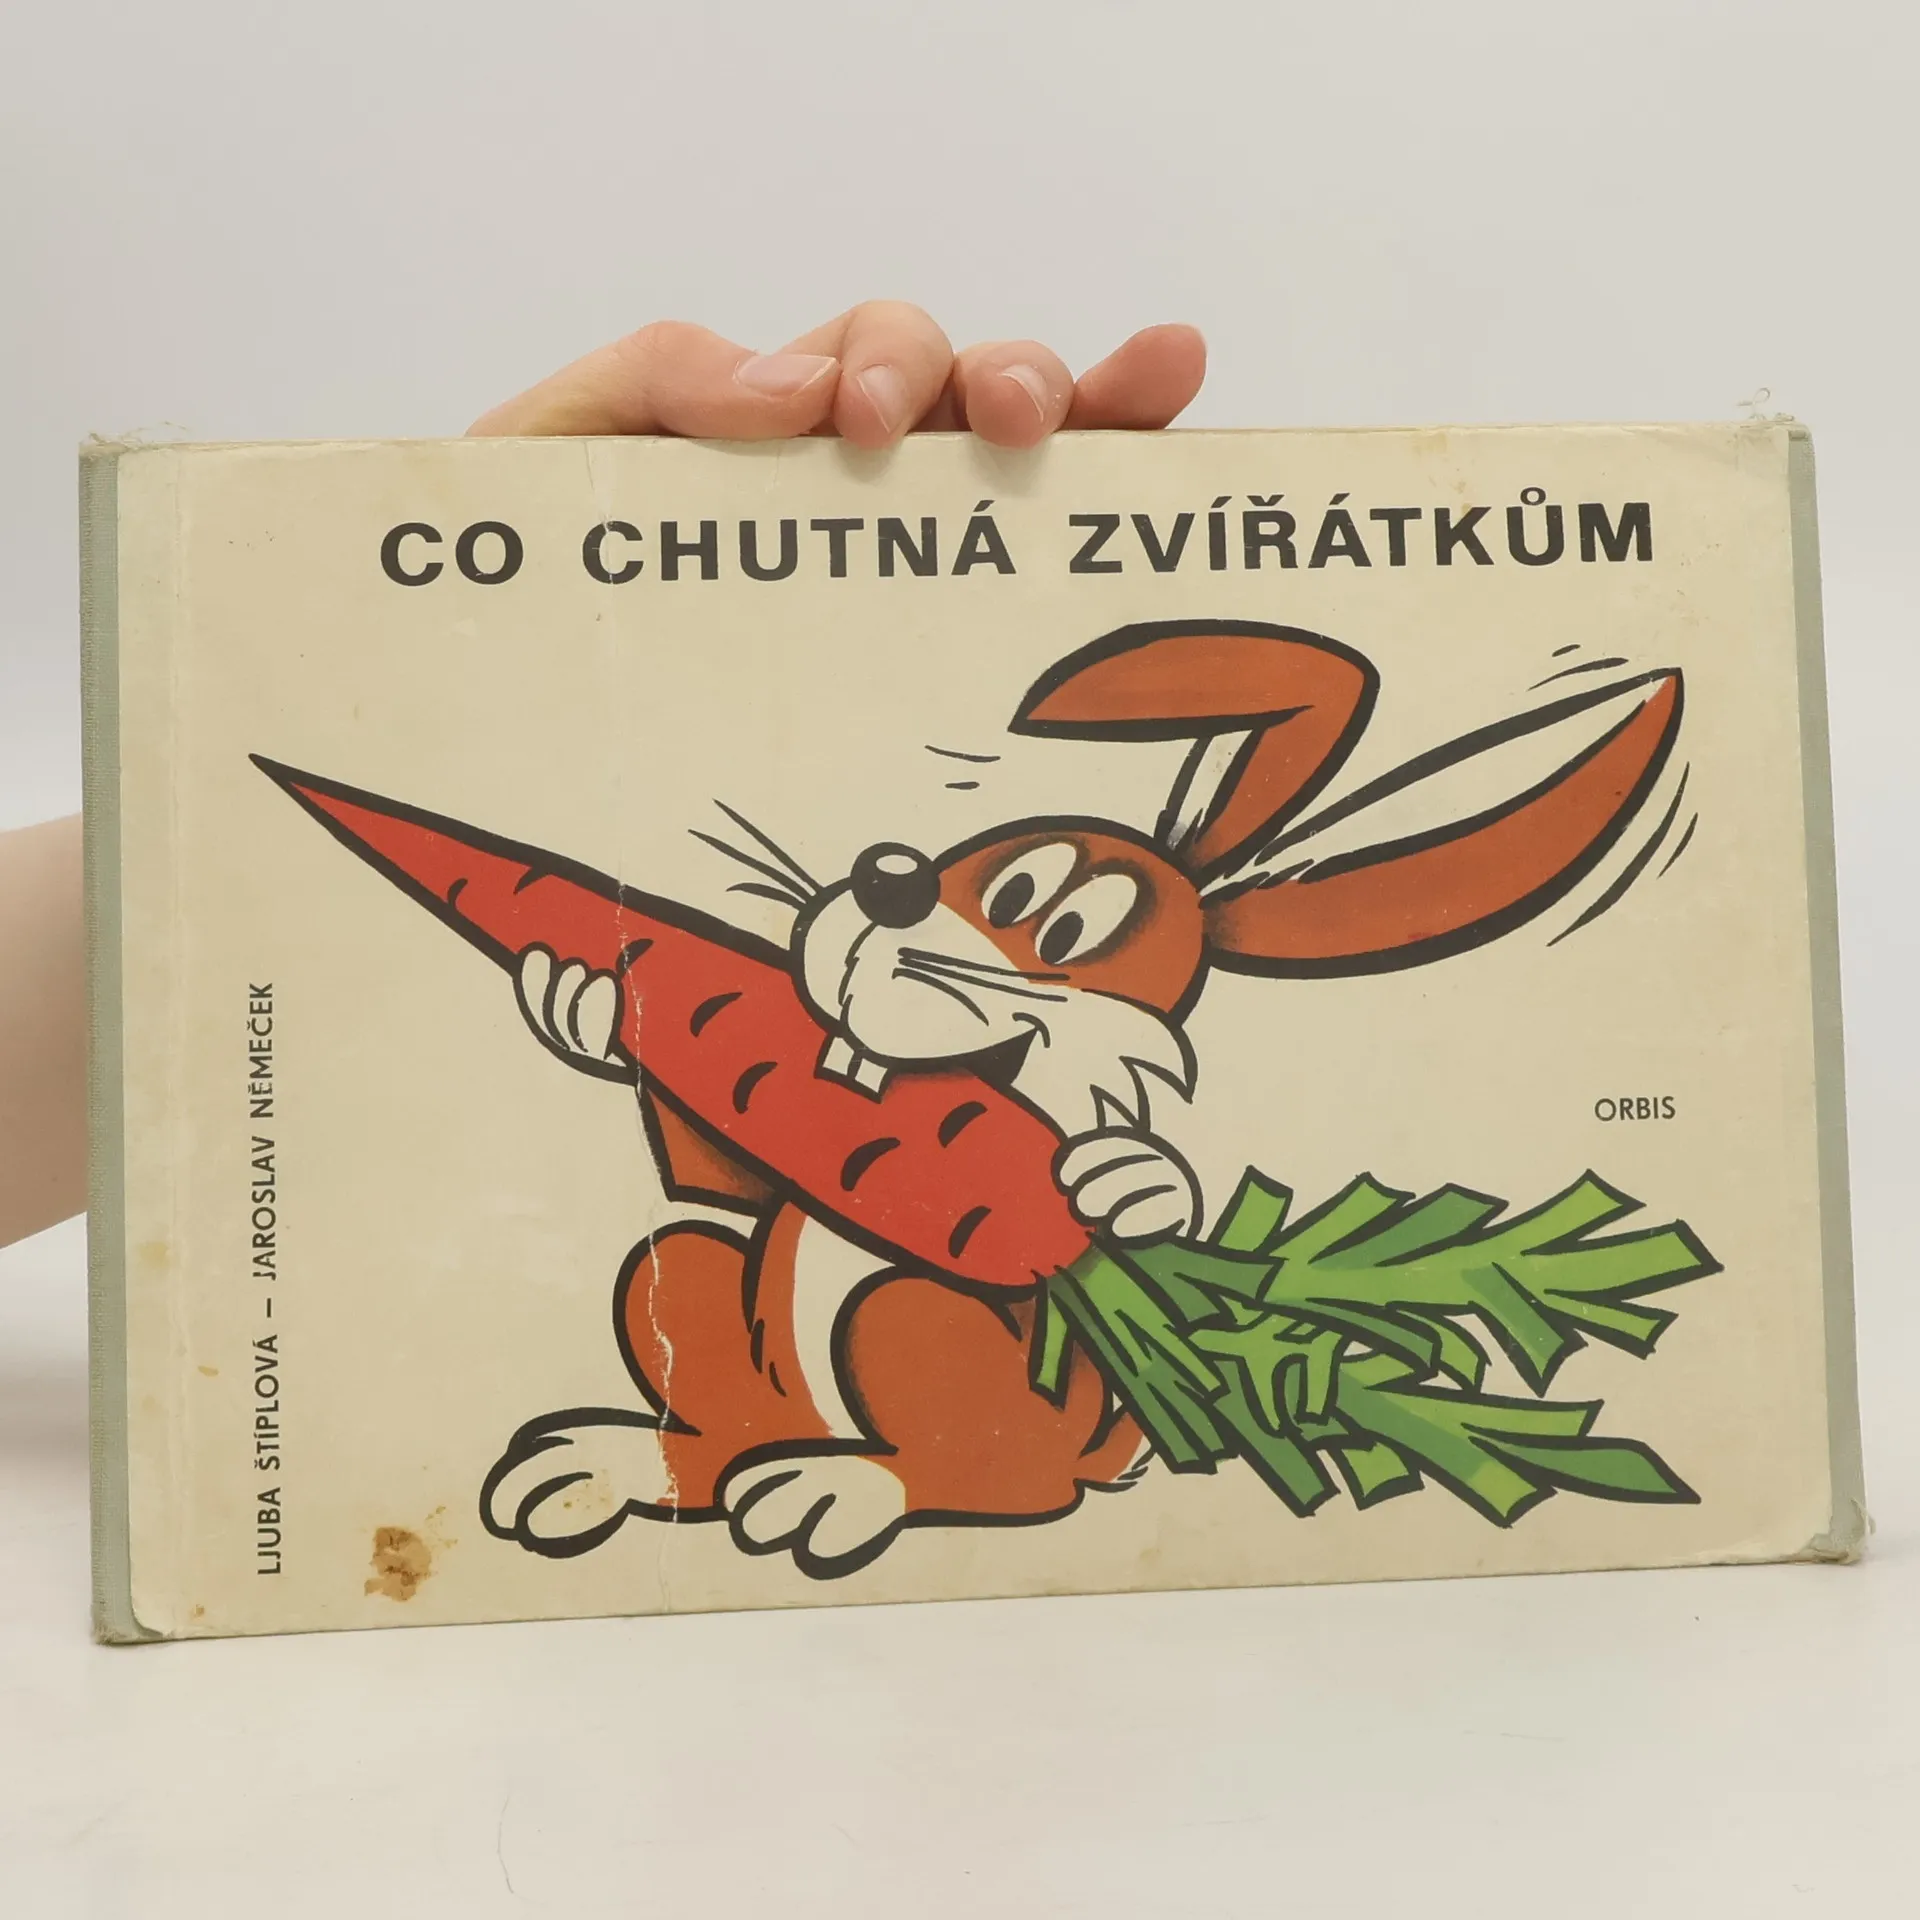 CO CHUTNÁ ZVÍŘÁTKŮM
LJUBA ŠTÍPLOVÁ – JAROSLAV NĚMEČEK
ORBIS